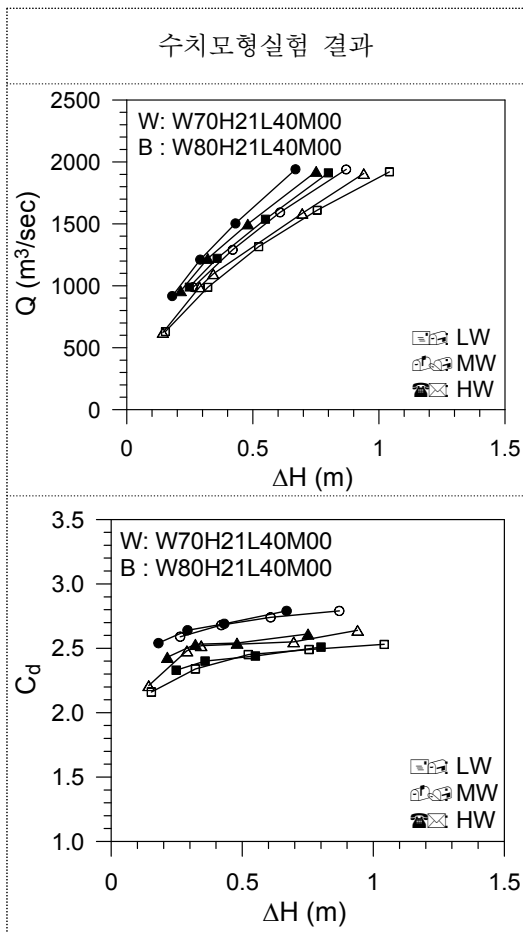 수치모형실험 결과
2500
2000
1500
1000
500
0
Q (m³/sec)
W: W70H21L40M00
B : W80H21L40M00
LW
MW
HW
0 0.5 1 1.5
ΔH (m)
3.5
3.0
2.5
2.0
1.5
1.0
C_d
W: W70H21L40M00
B : W80H21L40M00
LW
MW
HW
0 0.5 1 1.5
ΔH (m)